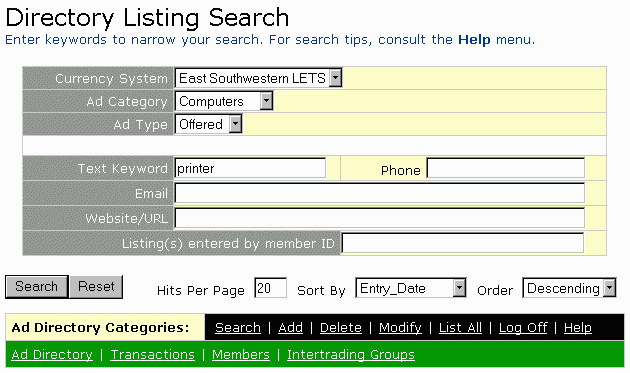 Directory Listing Search
Enter keywords to narrow your search. For search tips, consult the Help menu.
Currency System East Southwestern LETS
Ad Category Computers
Ad Type Offered
Text Keyword printer Phone
Email
Website/URL
Listing(s) entered by member ID
Search Reset Hits Per Page 20 Sort By Entry_Date Order Descending
Ad Directory Categories: Search | Add | Delete | Modify | List All | Log Off | Help
Ad Directory | Transactions | Members | Intertrading Groups